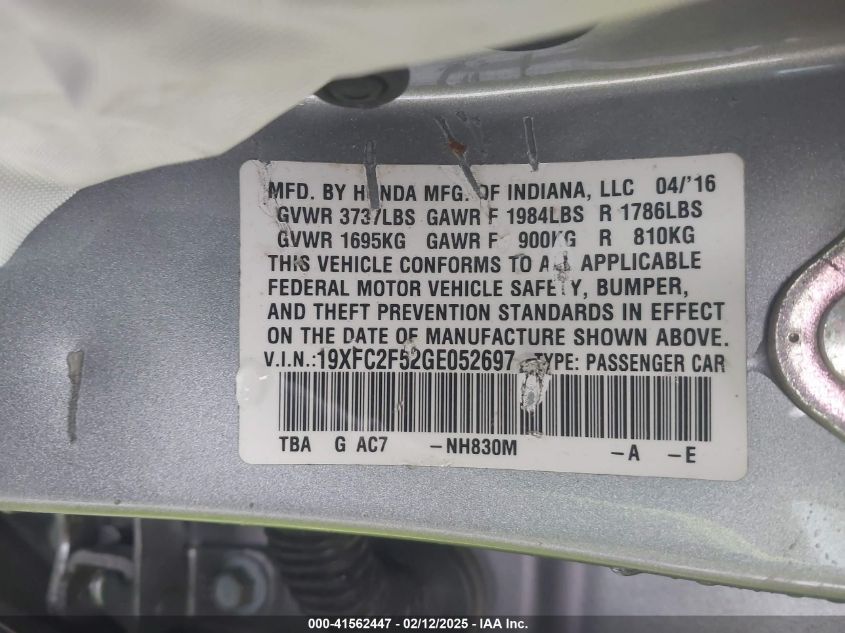 MFD. BY HONDA MFG. OF INDIANA, LLC 04/'16
GVWR 3737LBS GAWR F 1984LBS R 1786LBS
GVWR 1695KG GAWR F 900KG R 810KG
THIS VEHICLE CONFORMS TO ALL APPLICABLE
FEDERAL MOTOR VEHICLE SAFETY, BUMPER,
AND THEFT PREVENTION STANDARDS IN EFFECT
ON THE DATE OF MANUFACTURE SHOWN ABOVE.
V.I.N.:19XFC2F52GE052697 TYPE: PASSENGER CAR
TBA G AC7 -NH830M -A -E
000-41562447 - 02/12/2025 - IAA Inc.